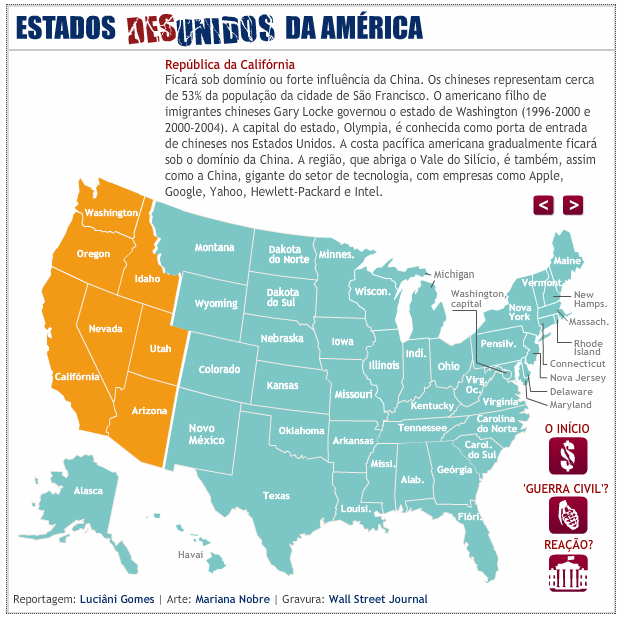 ESTADOS DESUNIDOS DA AMÉRICA
República da Califórnia
Ficará sob domínio ou forte influência da China. Os chineses representam cerca
de 53% da população da cidade de São Francisco. O americano filho de
imigrantes chineses Gary Locke governou o estado de Washington (1996-2000 e
2000-2004). A capital do estado, Olympia, é conhecida como porta de entrada
de chineses nos Estados Unidos. A costa pacífica americana gradualmente ficará
sob o domínio da China. A região, que abriga o Vale do Silício, é também, assim
como a China, gigante do setor de tecnologia, com empresas como Apple,
Google, Yahoo, Hewlett-Packard e Intel.
< >
Washington
Oregon
Idaho
Nevada
Utah
Califórnia
Arizona
Montana
Wyoming
Colorado
Novo
México
Dakota
do Norte
Dakota
do Sul
Nebraska
Kansas
Oklahoma
Texas
Minnes.
Iowa
Missouri
Arkansas
Louisi.
Wiscon.
Illinois
Michigan
Indi.
Ohio
Kentucky
Tennessee
Missi.
Alab.
Geórgia
Flóri.
Carol.
do Sul
Carolina
do Norte
Virgínia
Virg.
Oc.
Pensilv.
Nova
York
Vermont
Maine
Washington,
capital
New
Hamps.
Massach.
Rhode
Island
Connecticut
Nova Jersey
Delaware
Maryland
Alasca
Havaí
O INÍCIO
$
'GUERRA CIVIL'?
REAÇÃO?
Reportagem: Luciâni Gomes | Arte: Mariana Nobre | Gravura: Wall Street Journal